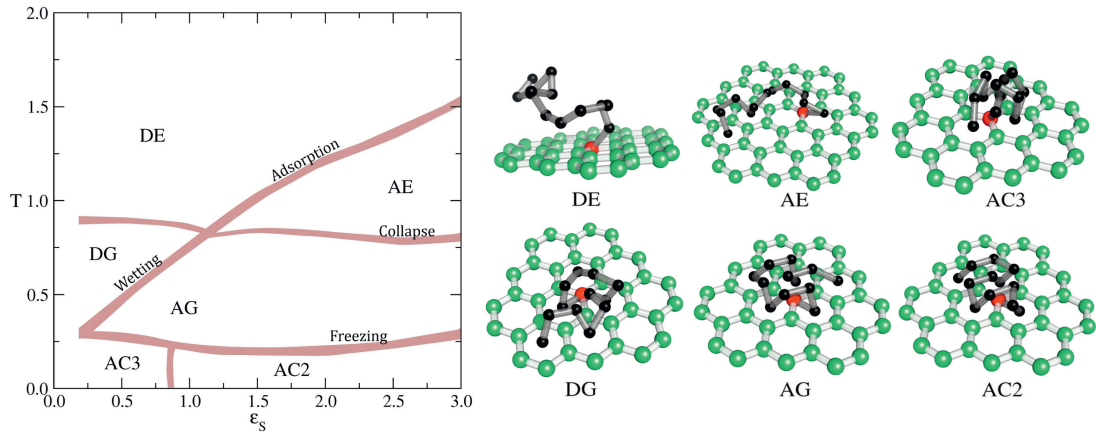 2.0
1.5
T 1.0
0.5
0.0
0.0 0.5 1.0 1.5 2.0 2.5 3.0
εS
DE
Adsorption
AE
Collapse
DG
Wetting
AG
Freezing
AC3
AC2
DE AE AC3
DG AG AC2